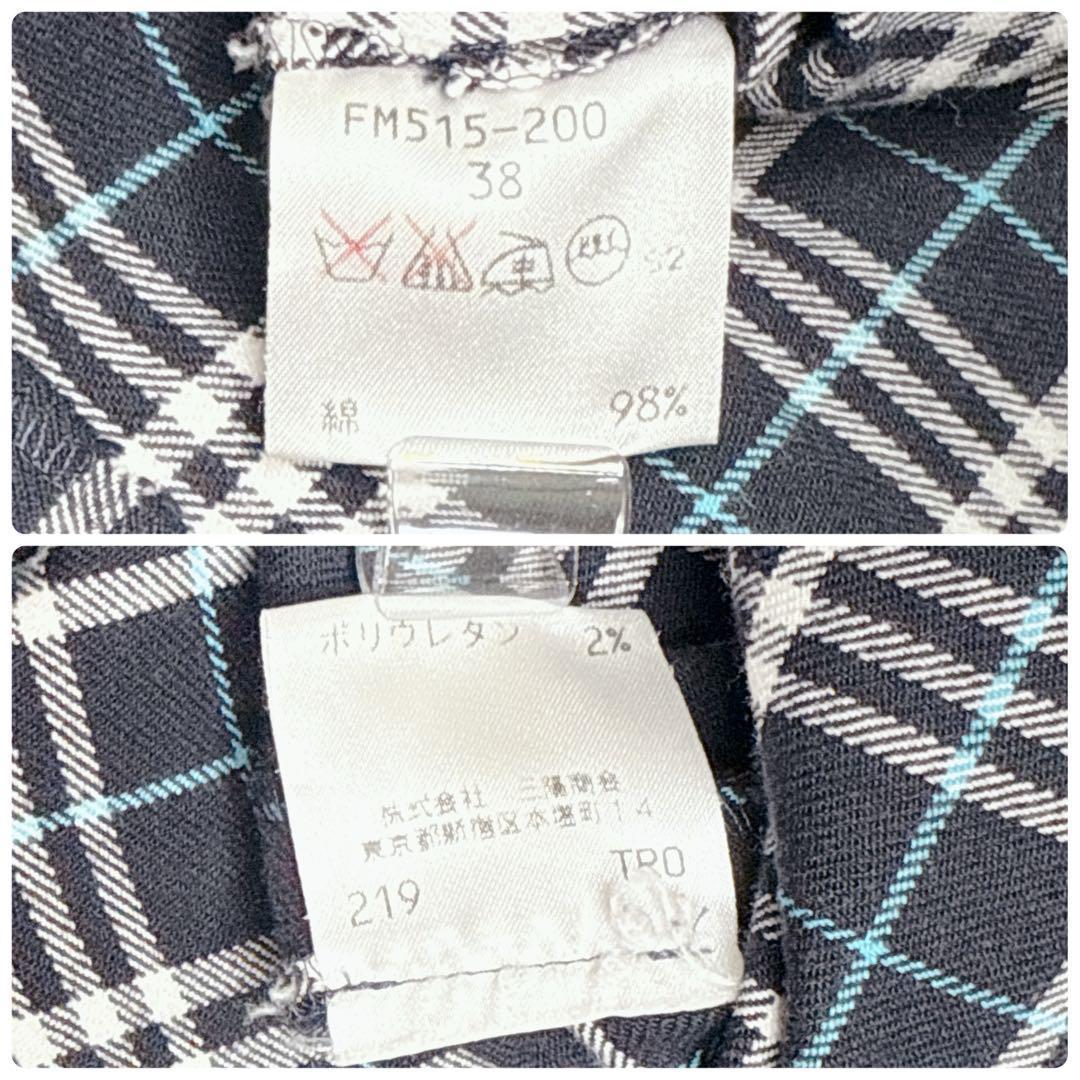 FM515-200
38
52
綿 98%
ポリウレタン 2%
株式会社 三陽商会
東京都新宿区本塩町14
219 TRO